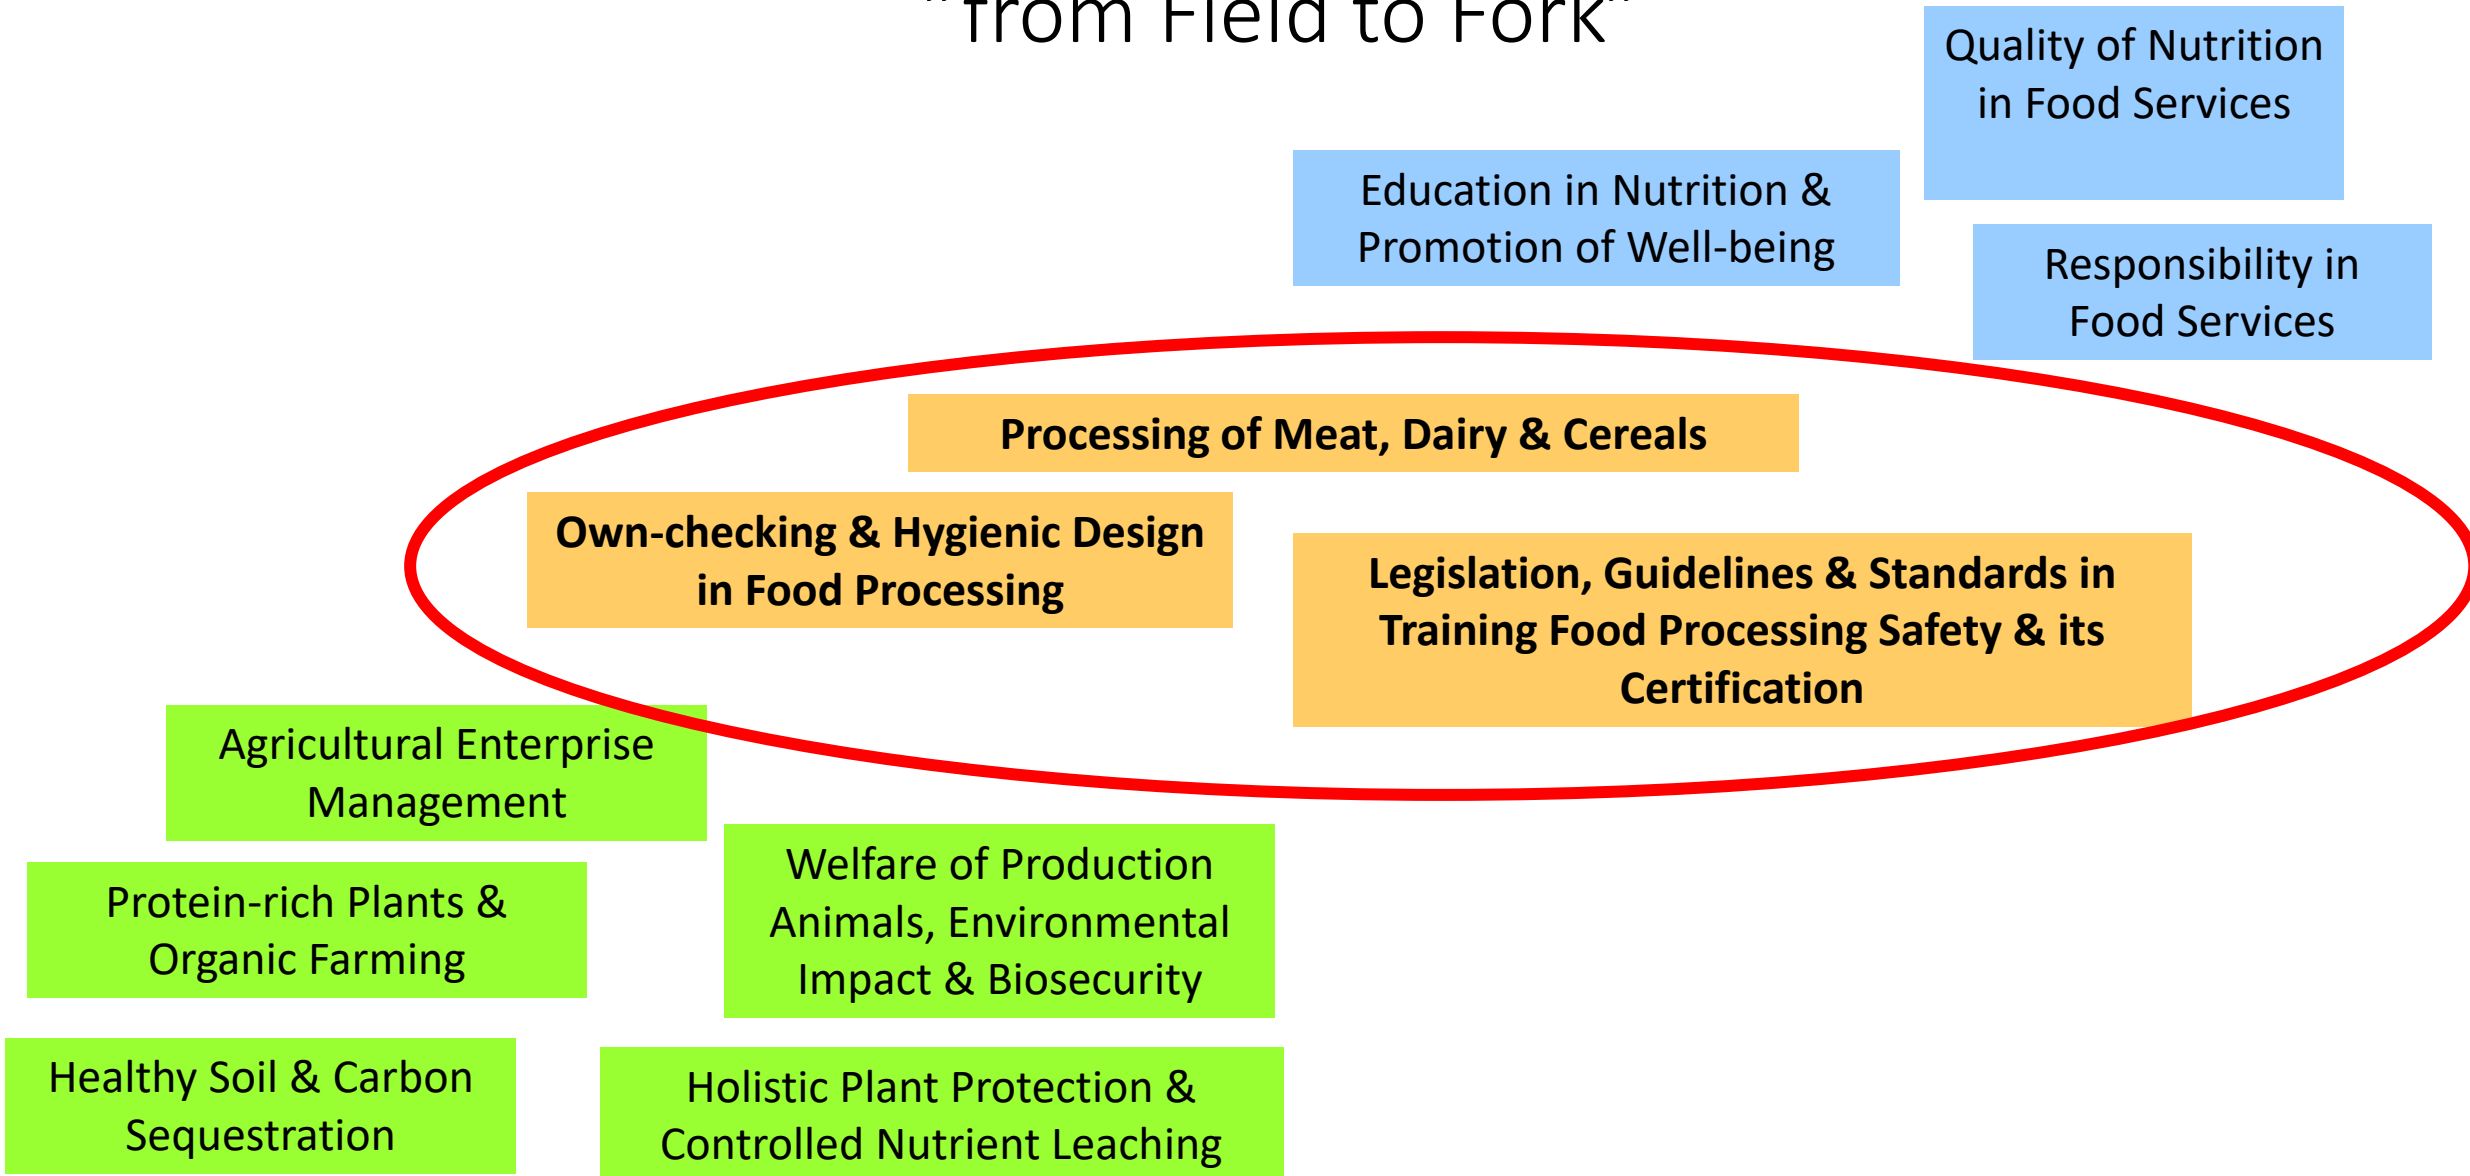 "from Field to Fork"
Quality of Nutrition
in Food Services
Education in Nutrition &
Promotion of Well-being
Responsibility in
Food Services
Processing of Meat, Dairy & Cereals
Own-checking & Hygienic Design
in Food Processing
Legislation, Guidelines & Standards in
Training Food Processing Safety & its
Certification
Agricultural Enterprise
Management
Welfare of Production
Animals, Environmental
Impact & Biosecurity
Protein-rich Plants &
Organic Farming
Healthy Soil & Carbon
Sequestration
Holistic Plant Protection &
Controlled Nutrient Leaching